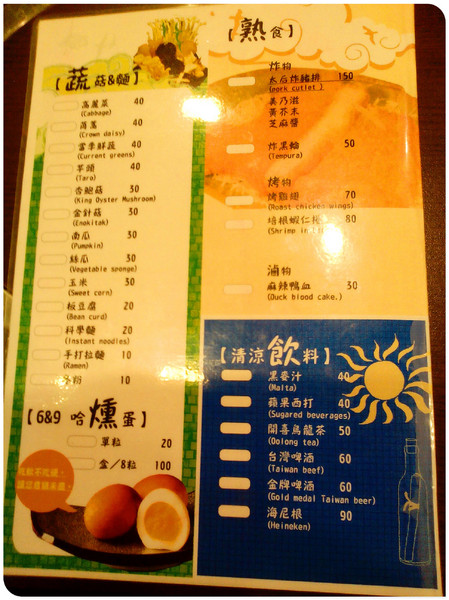 【蔬菇&麵】
高麗菜 40
(Cabbage)
茼蒿 40
(Crown daisy)
當季鮮蔬 40
(Current greens)
芋頭 40
(Taro)
杏鮑菇 30
(King Oyster Mushroom)
金針菇 30
(Enokitak)
南瓜 30
(Pumpkin)
絲瓜 30
(Vegetable sponge)
玉米 30
(Sweet corn)
板豆腐 20
(Bean curd)
科學麵 20
(Instant noodles)
手打拉麵 10
(Ramen)
冬粉 10
【6&9 哈燻蛋】
單粒 20
盒/8粒 100
【熟食】
炸物
太后炸豬排 150
(pork cutlet)
美乃滋
黃芥末
芝麻醬
炸黑輪 50
(Tempura)
烤物
烤雞翅 70
(Roast chicken wings)
培根蝦仁捲 80
(Shrimp in
滷物
麻辣鴨血 30
(Duck blood cake.)
【清涼飲料】
黑麥汁 40
(Malta)
蘋果西打 40
(Sugared beverages)
開喜烏龍茶 50
(Oolong tea)
台灣啤酒 60
(Taiwan beef)
金牌啤酒 60
(Gold medal Taiwan beer)
海尼根 90
(Heineken)